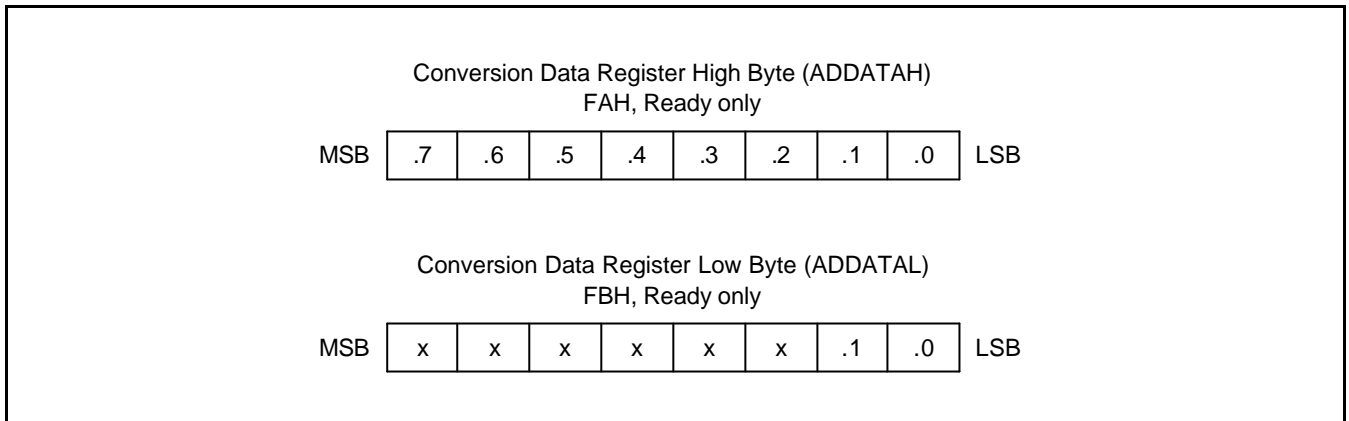 Conversion Data Register High Byte (ADDATAH)
FAH, Ready only
MSB .7 .6 .5 .4 .3 .2 .1 .0 LSB
Conversion Data Register Low Byte (ADDATAL)
FBH, Ready only
MSB x x x x x x .1 .0 LSB